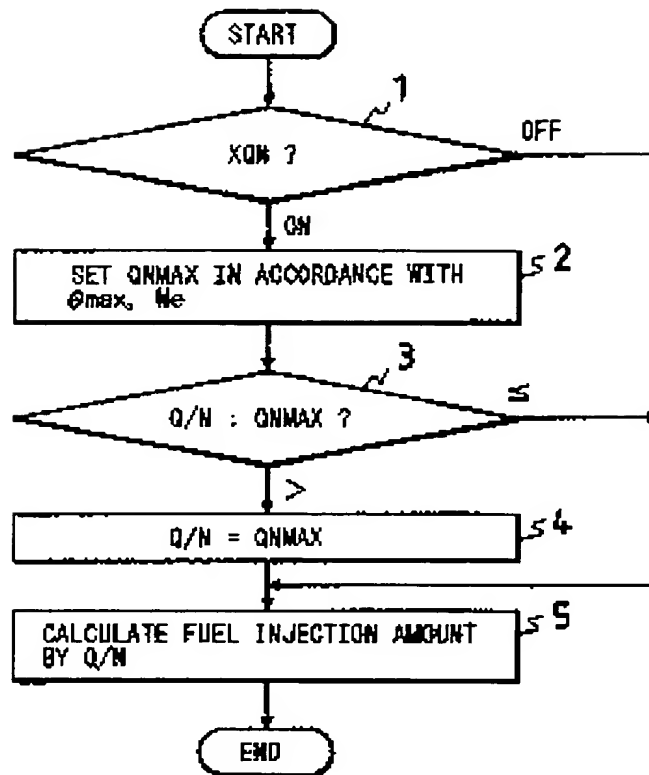 START
1
XQN ?
OFF
ON
SET QNMAX IN ACCORDANCE WITH
θmax, Ne
2
3
Q/N : QNMAX ?
≤
>
Q/N = QNMAX
4
CALCULATE FUEL INJECTION AMOUNT
BY Q/N
5
END